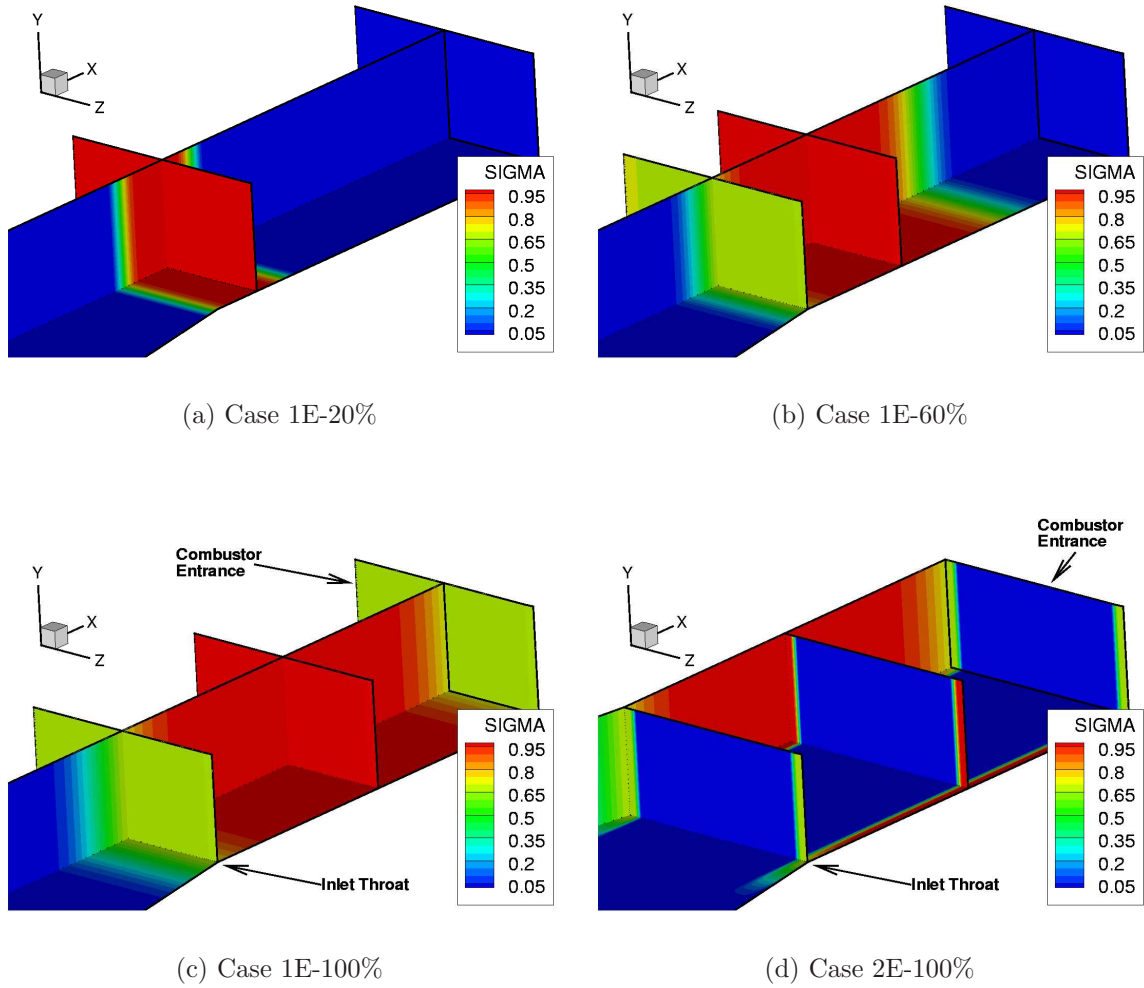 Y
X
Z
SIGMA
0.95
0.8
0.65
0.5
0.35
0.2
0.05
(a) Case 1E-20%
Y
X
Z
SIGMA
0.95
0.8
0.65
0.5
0.35
0.2
0.05
(b) Case 1E-60%
Combustor
Entrance
Y
X
Z
SIGMA
0.95
0.8
0.65
0.5
0.35
0.2
0.05
Inlet Throat
(c) Case 1E-100%
Combustor
Entrance
Y
X
Z
SIGMA
0.95
0.8
0.65
0.5
0.35
0.2
0.05
Inlet Throat
(d) Case 2E-100%